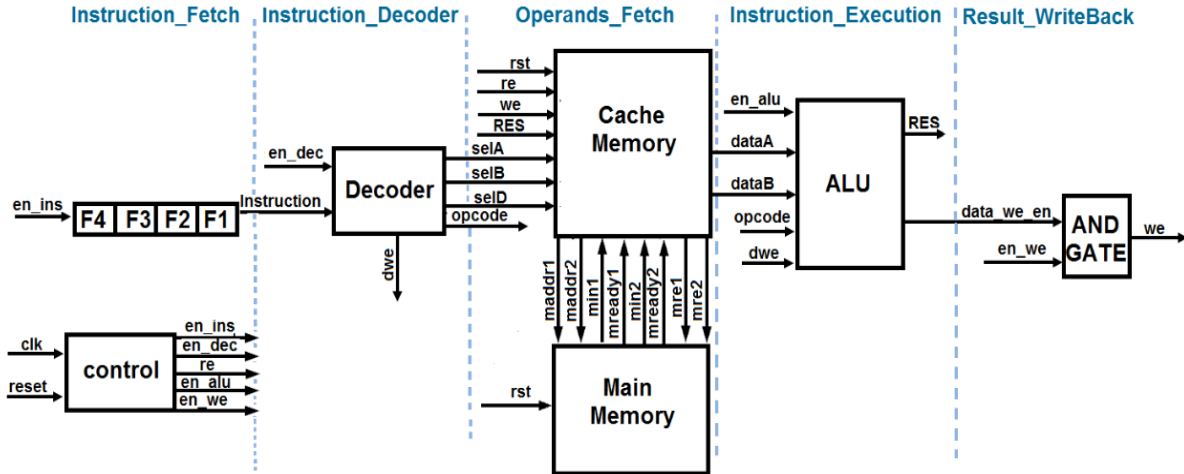 Instruction_Fetch
Instruction_Decoder
Operands_Fetch
Instruction_Execution
Result_WriteBack
en_ins
F4 F3 F2 F1
Instruction
clk
reset
control
en_ins
en_dec
re
en_alu
en_we
en_dec
Decoder
selA
selB
selD
opcode
dwe
rst
re
we
RES
Cache
Memory
maddr1
maddr2
min1
mready1
min2
mready2
mre1
mre2
rst
Main
Memory
en_alu
dataA
dataB
opcode
dwe
ALU
RES
data_we_en
en_we
AND
GATE
we